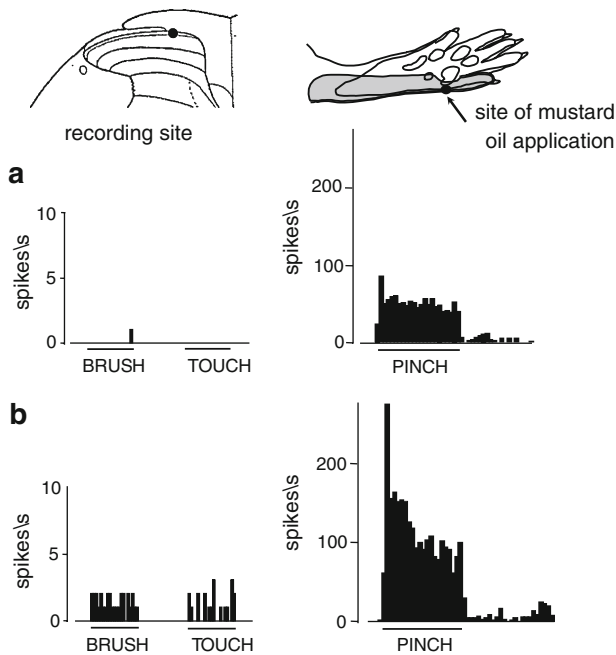 recording site
site of mustard
oil application
a
10
5
0
spikes\s
BRUSH
TOUCH
200
100
0
spikes\s
PINCH
b
10
5
0
spikes\s
BRUSH
TOUCH
200
100
0
spikes\s
PINCH